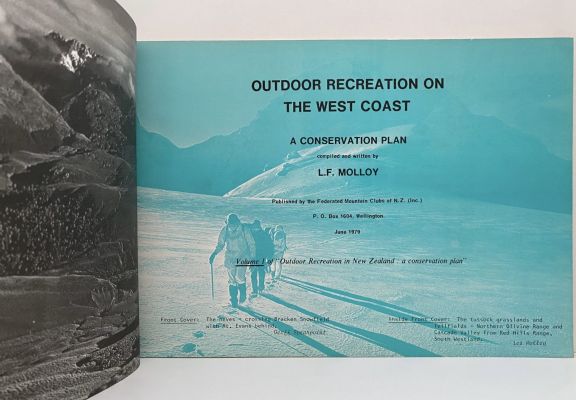 OUTDOOR RECREATION ON
THE WEST COAST
A CONSERVATION PLAN
compiled and written by
L.F. MOLLOY
Published by the Federated Mountain Clubs of N.Z. (Inc.)
P. O. Box 1604, Wellington
June 1979
Volume 1 of "Outdoor Recreation in New Zealand : a conservation plan"
Front Cover: The névés - crossing Bracken Snowfield
with Mt. Evans behind.
Inside Front Cover: The tussock grasslands and
fellfields - Northern Olivine Range and
Cascade Valley from Red Hills Range,
South Westland.
Les Molloy